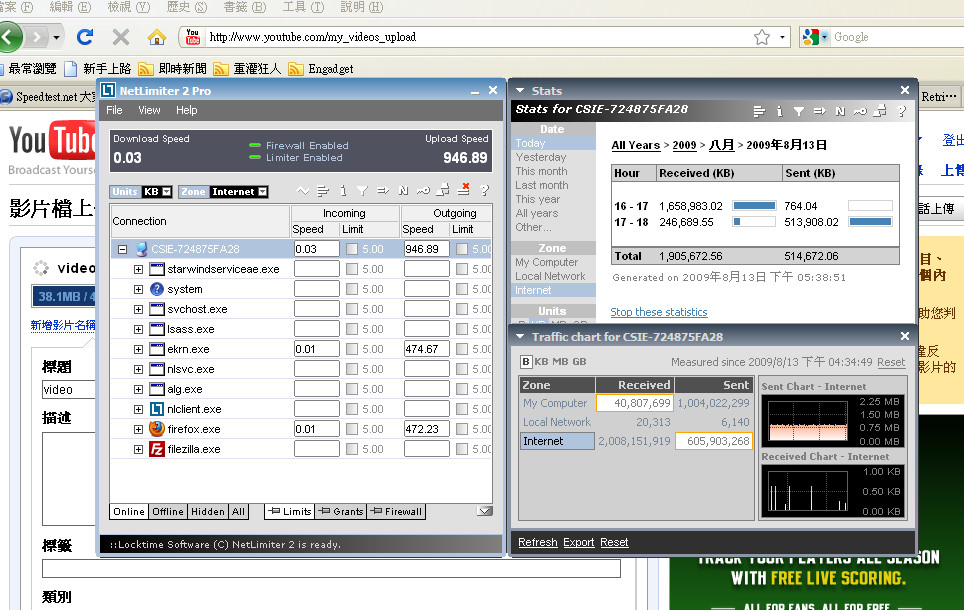 檔案(F) 編輯(E) 檢視(V) 歷史(S) 書籤(B) 工具(T) 說明(H)
http://www.youtube.com/my_videos_upload
Google
最常瀏覽 新手上路 即時新聞 重灌狂人 Engadget
Speedtest.net 大
Retri...
You Tube
Broadcast Yourself
登出
上傳
影片檔上
話上傳
video
38.1MB / 4
新增影片名稱
標題
video
描述
標籤
類別
NetLimiter 2 Pro
File View Help
Download Speed
0.03
Firewall Enabled
Limiter Enabled
Upload Speed
946.89
Units KB Zone Internet
Connection Incoming Outgoing
Speed Limit Speed Limit
CSIE-724875FA28 0.03 5.00 946.89 5.00
starwindserviceae.exe 5.00 5.00
system 5.00 5.00
svchost.exe 5.00 5.00
lsass.exe 5.00 5.00
ekrn.exe 0.01 5.00 474.67 5.00
nlsvc.exe 5.00 5.00
alg.exe 5.00 5.00
nlclient.exe 5.00 5.00
firefox.exe 0.01 5.00 472.23 5.00
filezilla.exe 5.00 5.00
Online Offline Hidden All Limits Grants Firewall
::Locktime Software (C) NetLimiter 2 is ready.
Stats
Stats for CSIE-724875FA28
Date
Today
Yesterday
This month
Last month
This year
All years
Other...
Zone
My Computer
Local Network
Internet
Units
All Years > 2009 > 八月 > 2009年8月13日
Hour Received (KB) Sent (KB)
16 - 17 1,658,983.02 764.04
17 - 18 246,689.55 513,908.02
Total 1,905,672.56 514,672.06
Generated on 2009年8月13日 下午 05:38:51
Stop these statistics
Traffic chart for CSIE-724875FA28
B KB MB GB Measured since 2009/8/13 下午 04:34:49 Reset
Zone Received Sent
My Computer 40,807,699 1,004,022,299
Local Network 20,313 6,140
Internet 2,008,151,919 605,903,268
Sent Chart - Internet
2.25 MB
1.50 MB
0.75 MB
0.00 MB
Received Chart - Internet
1.00 KB
0.50 KB
0.00 KB
Refresh Export Reset
目、
個內
助您判
違反
影片的
TRACK YOUR PLAYERS ALL SEASON
WITH FREE LIVE SCORING.
ALL FOR FANS. ALL FOR FREE.